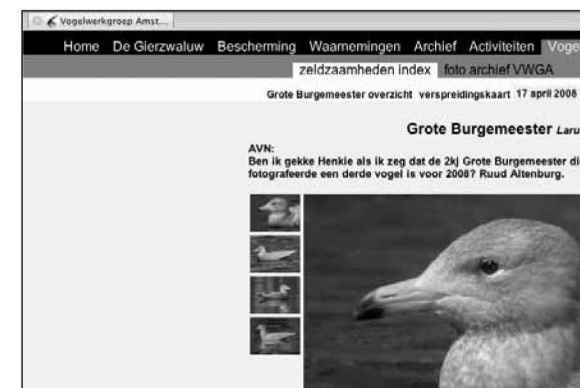 Vogelwerkgroep Amst...
Home De Gierzwaluw Bescherming Waarnemingen Archief Activiteiten Voge
zeldzaamheden index foto archief VWGA
Grote Burgemeester overzicht verspreidingskaart 17 april 2008
Grote Burgemeester Laru
AVN:
Ben ik gekke Henkie als ik zeg dat de 2kj Grote Burgemeester di
fotografeerde een derde vogel is voor 2008? Ruud Altenburg.